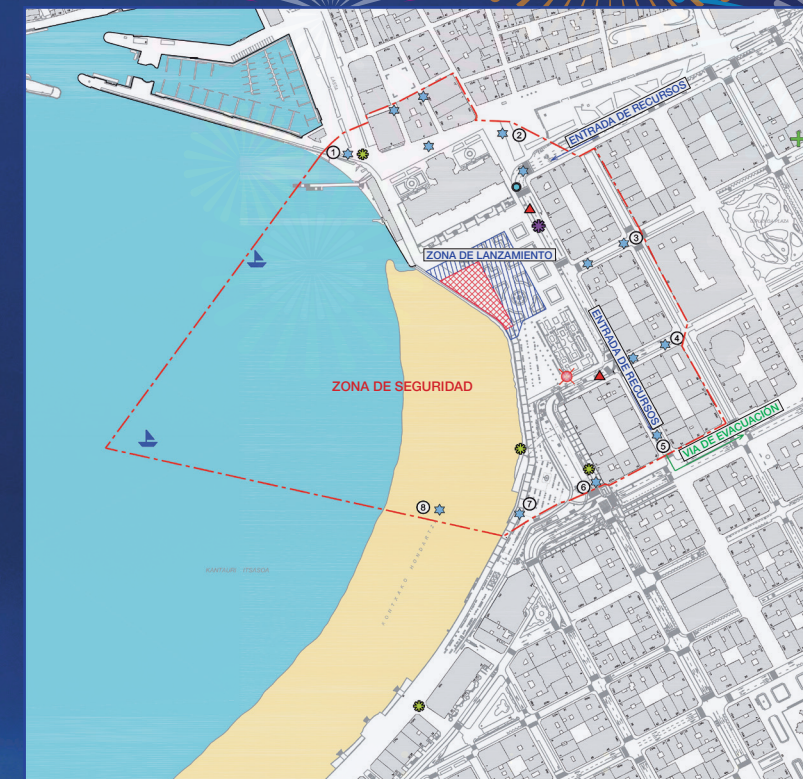 ENTRADA DE RECURSOS
1
2
3
ZONA DE LANZAMIENTO
ENTRADA DE RECURSOS
4
ZONA DE SEGURIDAD
VIA DE EVACUACIÓN
5
6
7
8